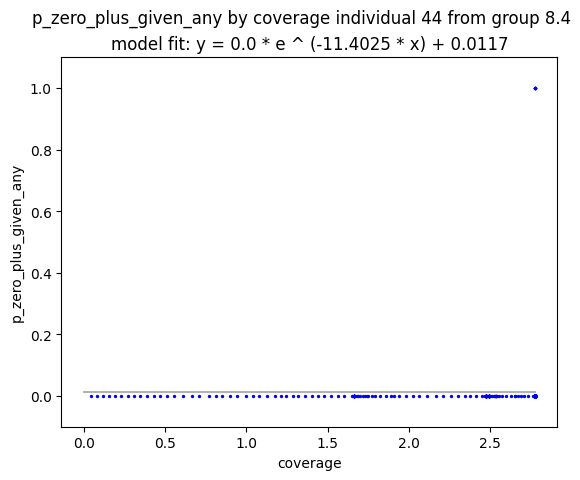 p_zero_plus_given_any by coverage individual 44 from group 8.4
model fit: y = 0.0 * e ^ (-11.4025 * x) + 0.0117
1.0
0.8
0.6
0.4
0.2
0.0
p_zero_plus_given_any
0.0 0.5 1.0 1.5 2.0 2.5
coverage